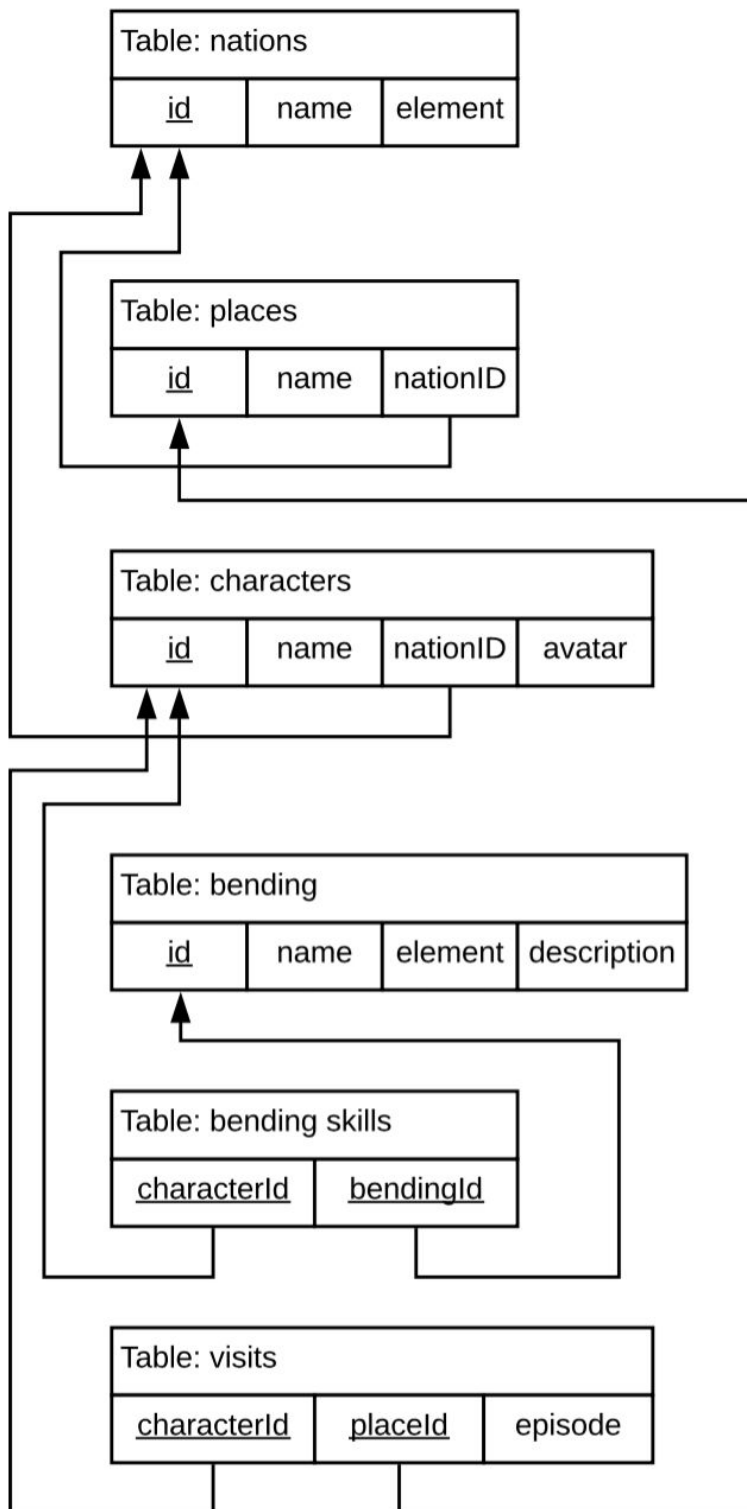 Table: nations
id name element
Table: places
id name nationID
Table: characters
id name nationID avatar
Table: bending
id name element description
Table: bending skills
characterId bendingId
Table: visits
characterId placeId episode